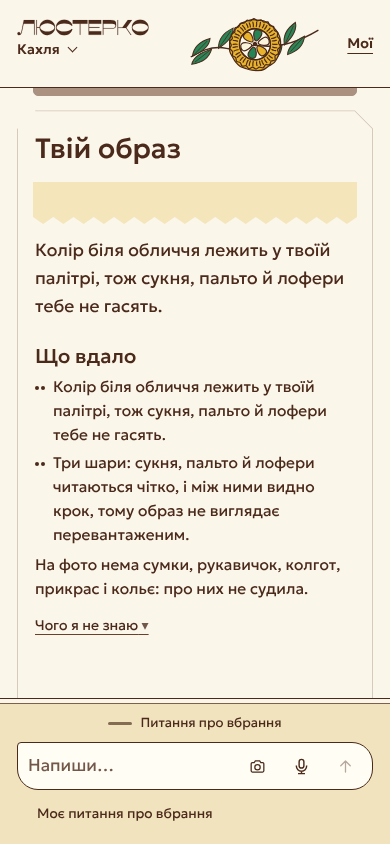 ЛЮСТЕРКО
Кахля
Мої
Твій образ
Колір біля обличчя лежить у твоїй
палітрі, тож сукня, пальто й лофери
тебе не гасять.
Що вдало
•• Колір біля обличчя лежить у твоїй
палітрі, тож сукня, пальто й лофери
тебе не гасять.
•• Три шари: сукня, пальто й лофери
читаються чітко, і між ними видно
крок, тому образ не виглядає
перевантаженим.
На фото нема сумки, рукавичок, колгот,
прикрас і кольє: про них не судила.
Чого я не знаю ▾
Питання про вбрання
Напиши…
Моє питання про вбрання